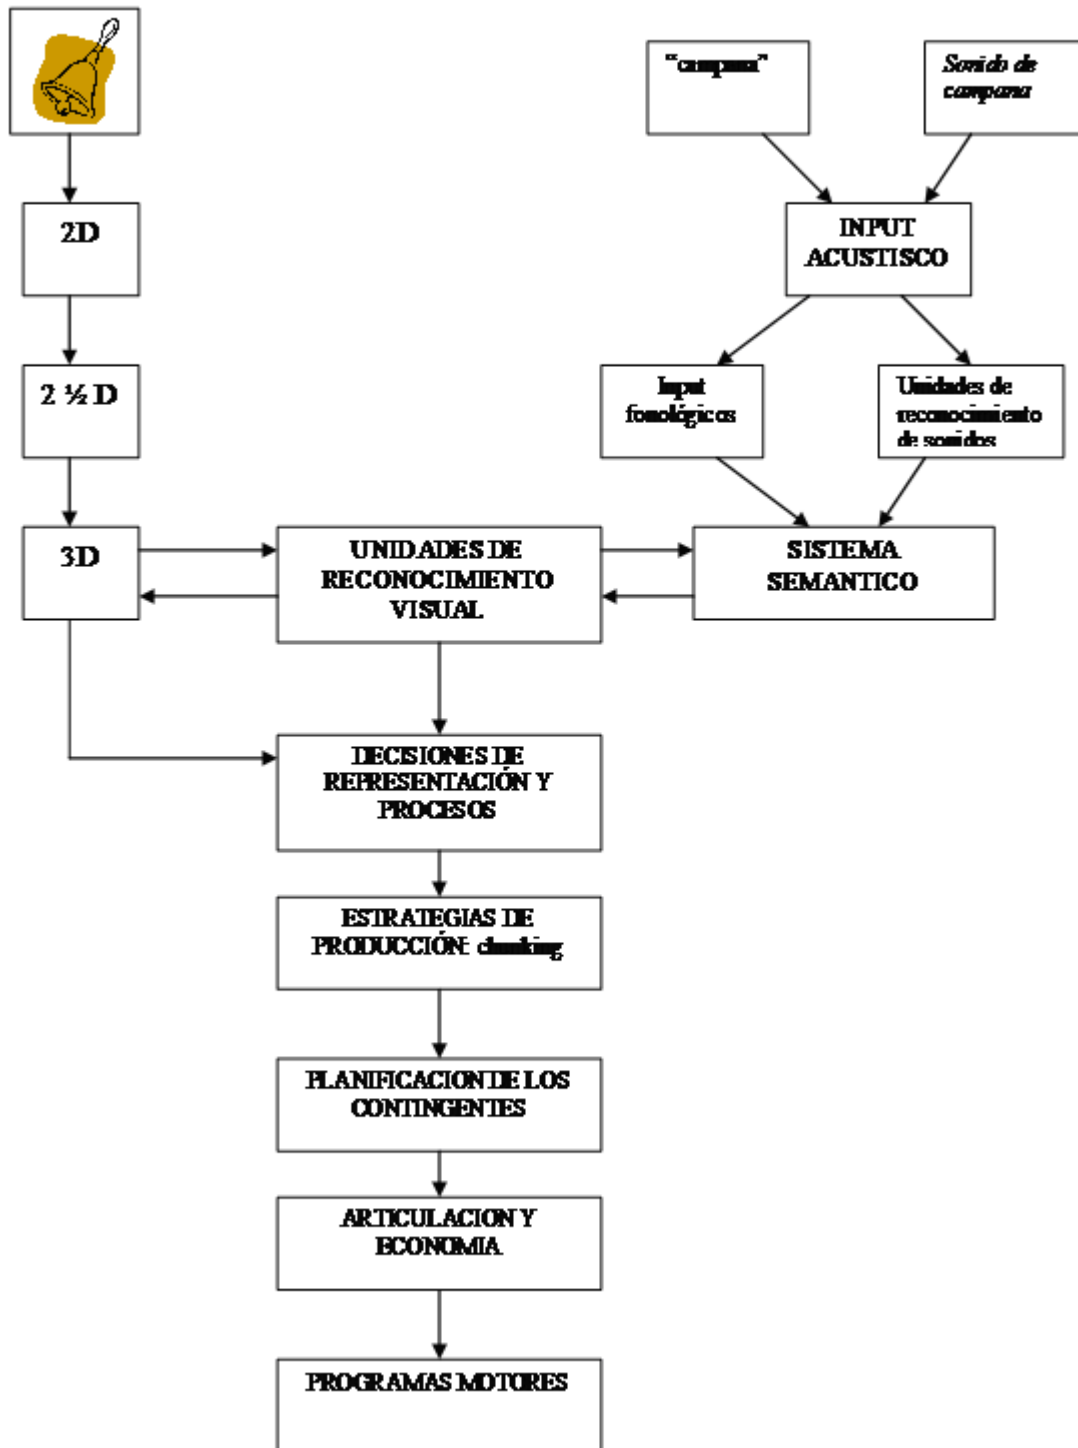 "campana"
Sonido de
campana
2D
INPUT
ACUSTISCO
2 ½ D
Input
fonológicos
Unidades de
reconocimiento
de sonidos
3D
UNIDADES DE
RECONOCIMIENTO
VISUAL
SISTEMA
SEMANTICO
DECISIONES DE
REPRESENTACIÓN Y
PROCESOS
ESTRATEGIAS DE
PRODUCCIÓN: chunking
PLANIFICACION DE LOS
CONTINGENTES
ARTICULACION Y
ECONOMIA
PROGRAMAS MOTORES